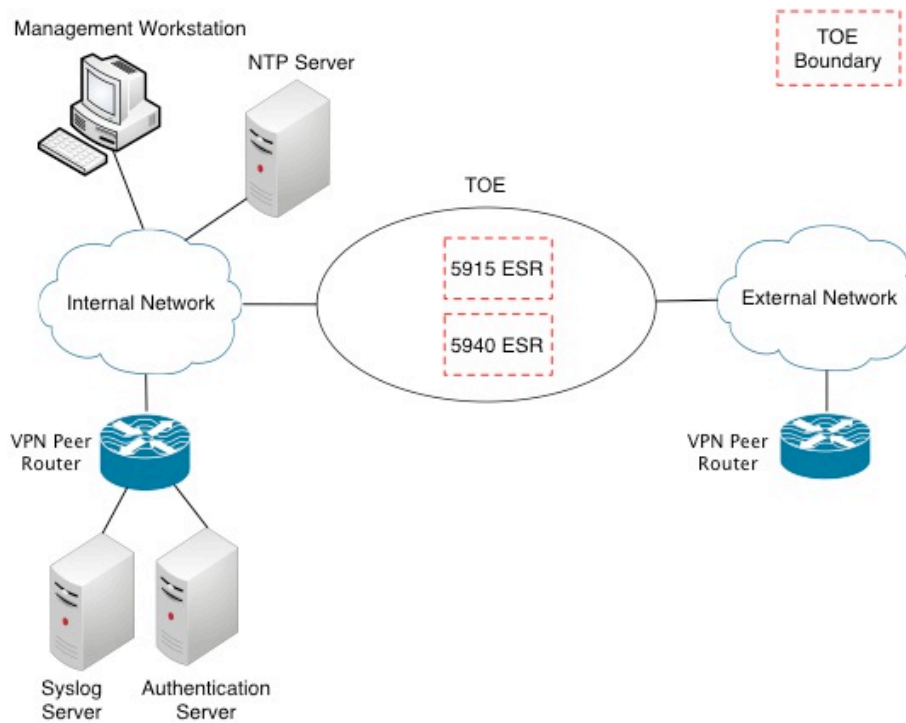 Management Workstation
NTP Server
TOE
Boundary
TOE
5915 ESR
5940 ESR
Internal Network
External Network
VPN Peer
Router
VPN Peer
Router
Syslog
Server
Authentication
Server